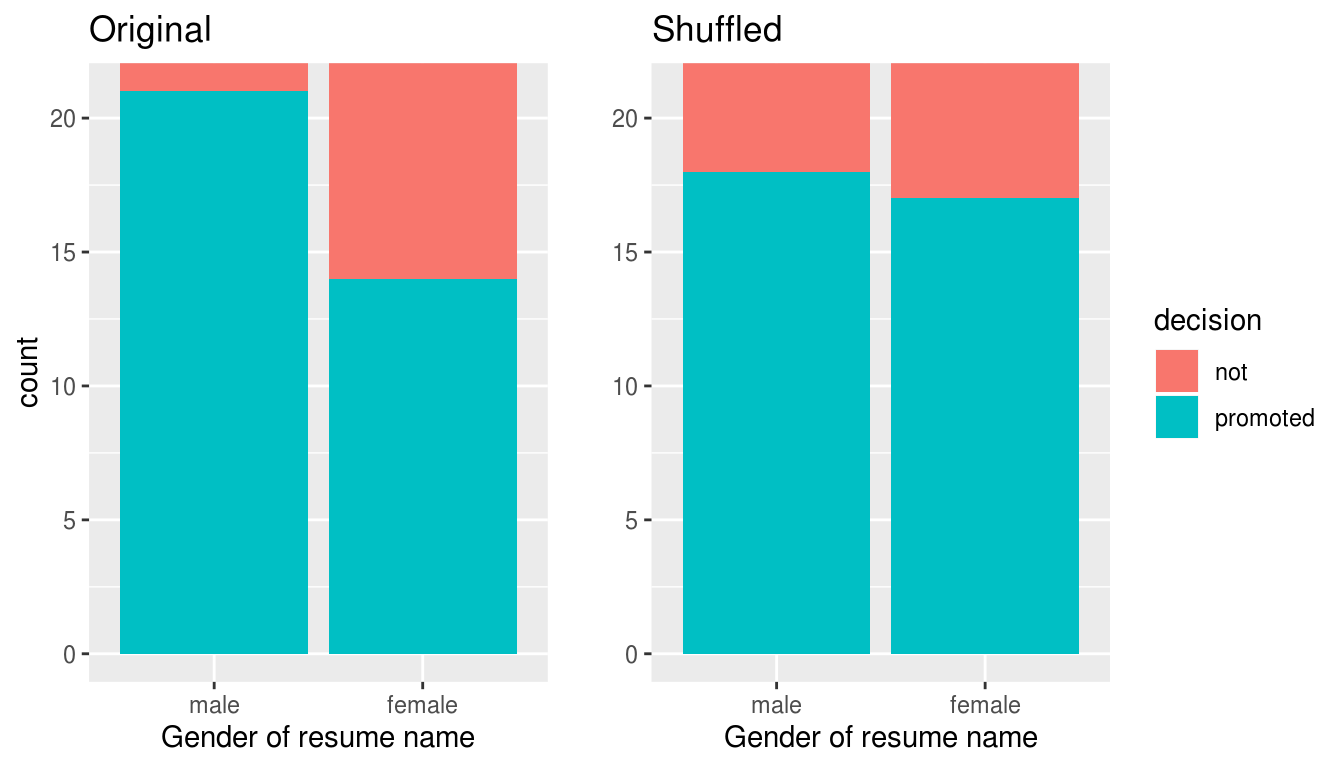 Original
Shuffled
count
20
15
10
5
0
male
female
Gender of resume name
20
15
10
5
0
male
female
Gender of resume name
decision
not
promoted